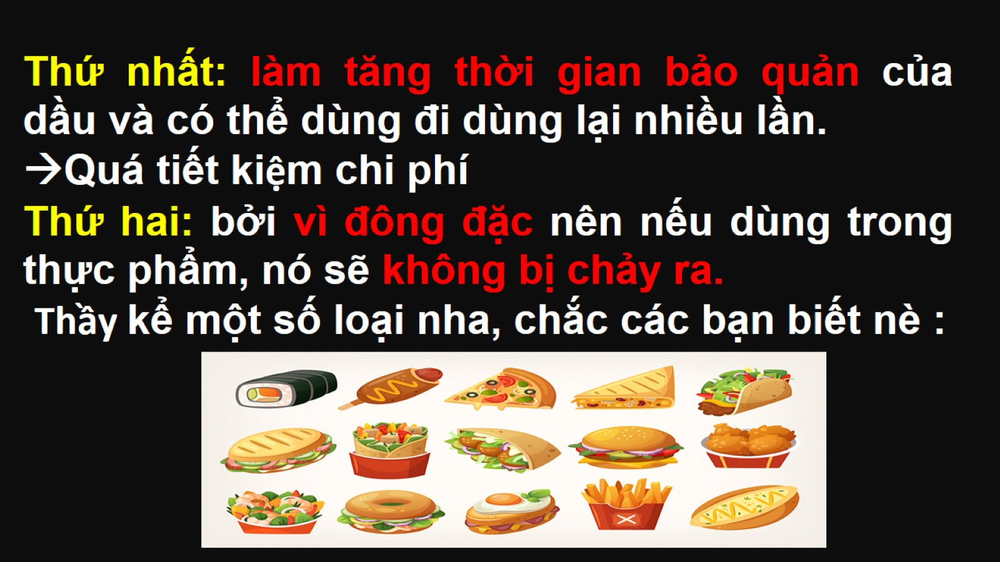 Thứ nhất: làm tăng thời gian bảo quản của
dầu và có thể dùng đi dùng lại nhiều lần.
→Quá tiết kiệm chi phí
Thứ hai: bởi vì đông đặc nên nếu dùng trong
thực phẩm, nó sẽ không bị chảy ra.
Thầy kể một số loại nha, chắc các bạn biết nè :